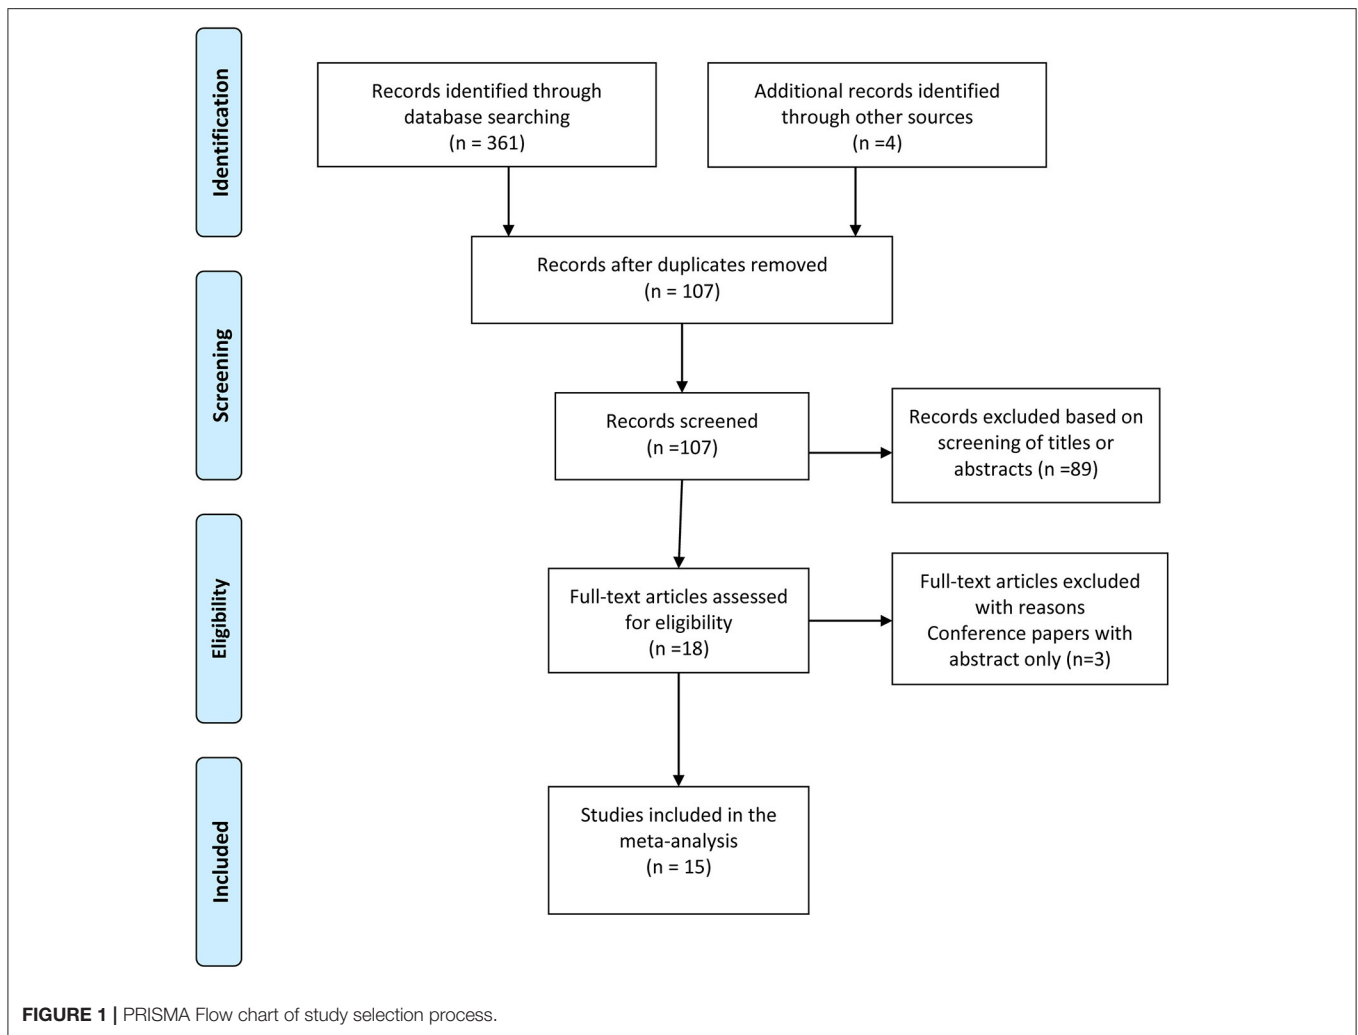 Identification
Records identified through
database searching
(n = 361)
Additional records identified
through other sources
(n =4)
Records after duplicates removed
(n = 107)
Screening
Records screened
(n =107)
Records excluded based on
screening of titles or
abstracts (n =89)
Eligibility
Full-text articles assessed
for eligibility
(n =18)
Full-text articles excluded
with reasons
Conference papers with
abstract only (n=3)
Included
Studies included in the
meta-analysis
(n = 15)
FIGURE 1 | PRISMA Flow chart of study selection process.